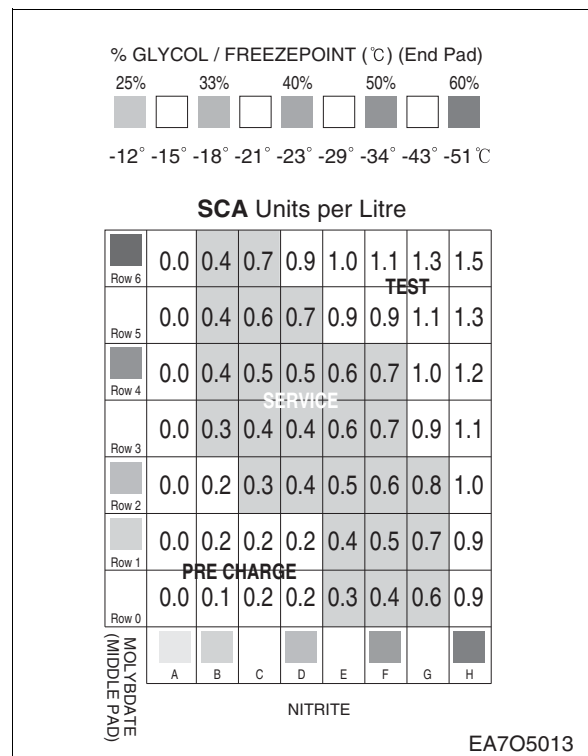 % GLYCOL / FREEZEPOINT (℃) (End Pad)
25% 33% 40% 50% 60%
-12° -15° -18° -21° -23° -29° -34° -43° -51 ℃
SCA Units per Litre
Row 6 0.0 0.4 0.7 0.9 1.0 1.1 1.3 1.5
TEST
Row 5 0.0 0.4 0.6 0.7 0.9 0.9 1.1 1.3
Row 4 0.0 0.4 0.5 0.5 0.6 0.7 1.0 1.2
SERVICE
Row 3 0.0 0.3 0.4 0.4 0.6 0.7 0.9 1.1
Row 2 0.0 0.2 0.3 0.4 0.5 0.6 0.8 1.0
Row 1 0.0 0.2 0.2 0.2 0.4 0.5 0.7 0.9
PRE CHARGE
Row 0 0.0 0.1 0.2 0.2 0.3 0.4 0.6 0.9
MOLYBDATE
(MIDDLE PAD)
A B C D E F G H
NITRITE
EA7O5013